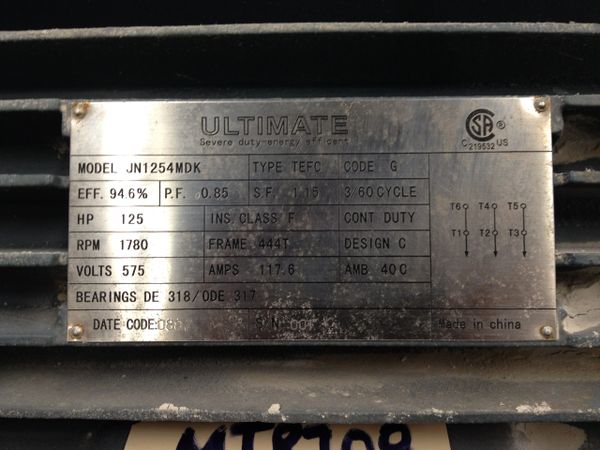 ULTIMATE
Severe duty-energy efficient
CSA ®
C 219532 US
MODEL JN1254MDK TYPE TEFC CODE G
EFF. 94.6% P.F. 0.85 S.F. 1.15 3/60 CYCLE
HP 125 INS.CLASS F CONT DUTY
RPM 1780 FRAME 444T DESIGN C
VOLTS 575 AMPS 117.6 AMB 40C
BEARINGS DE 318/ODE 317
T6 T4 T5
T1 T2 T3
DATE CODE: S/N
Made in china